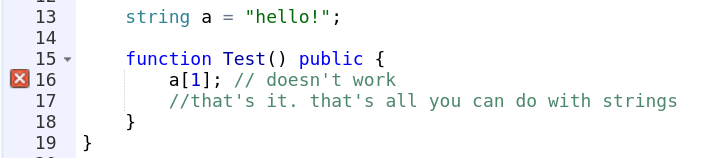 13 string a = "hello!";
14
15 function Test() public {
16 a[1]; // doesn't work
17 //that's it. that's all you can do with strings
18 }
19 }